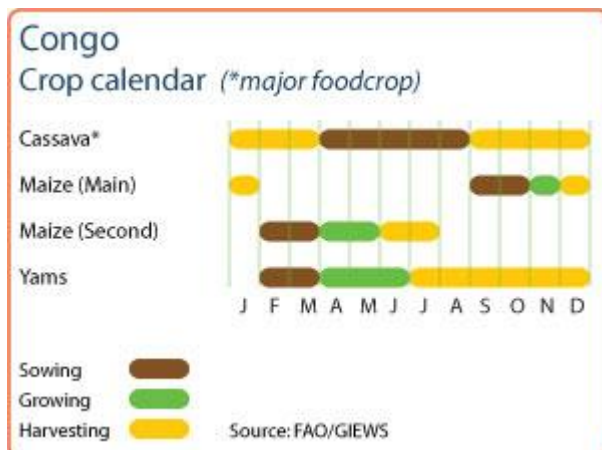 Congo
Crop calendar (*major foodcrop)
Cassava*
Maize (Main)
Maize (Second)
Yams
J F M A M J J A S O N D
Sowing
Growing
Harvesting Source: FAO/GIEWS